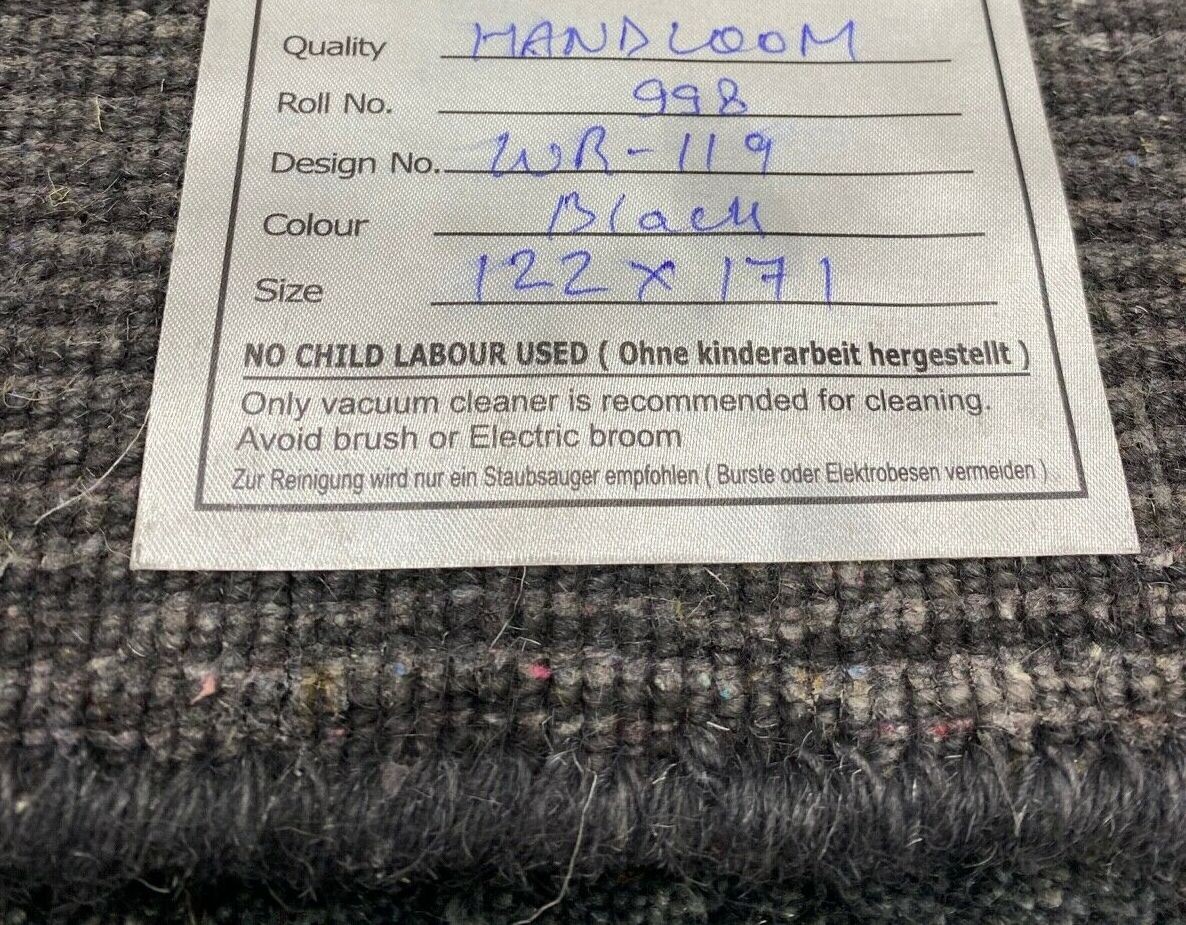 Quality HANDLOOM
Roll No. 998
Design No. WR-119
Colour Black
Size 122 x 171
NO CHILD LABOUR USED ( Ohne kinderarbeit hergestellt )
Only vacuum cleaner is recommended for cleaning.
Avoid brush or Electric broom
Zur Reinigung wird nur ein Staubsauger empfohlen ( Burste oder Elektrobesen vermeiden )